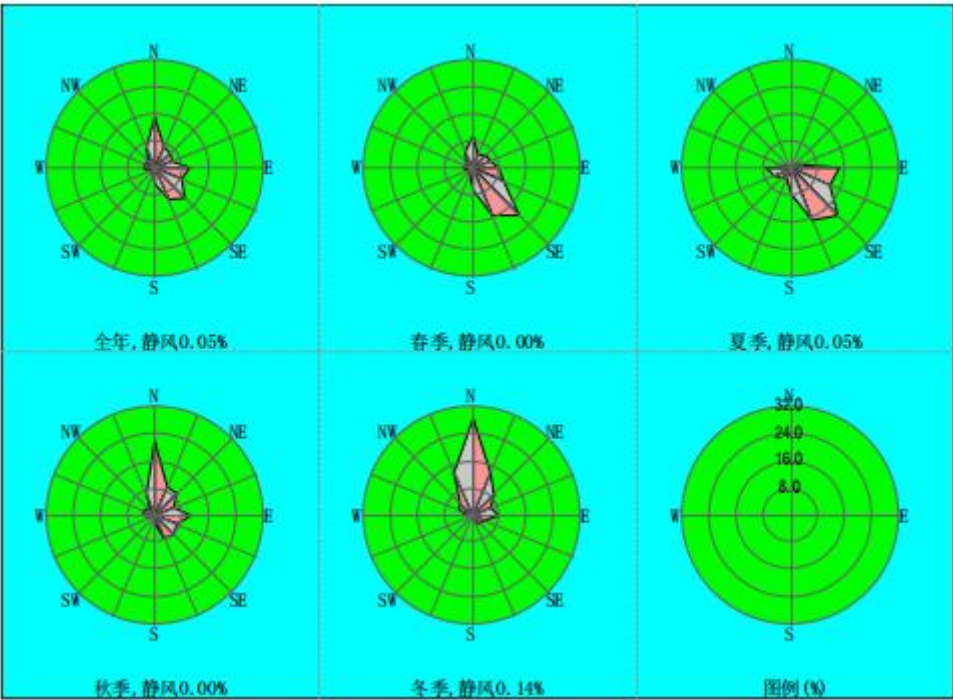 N
NW NE
W E
SW SE
S
全年,静风0.05%
N
NW NE
W E
SW SE
S
春季,静风0.00%
N
NW NE
W E
SW SE
S
夏季,静风0.05%
N
NW NE
W E
SW SE
S
秋季,静风0.00%
N
NW NE
W E
SW SE
S
冬季,静风0.14%
N
32.0
24.0
16.0
8.0
W E
S
图例(%)